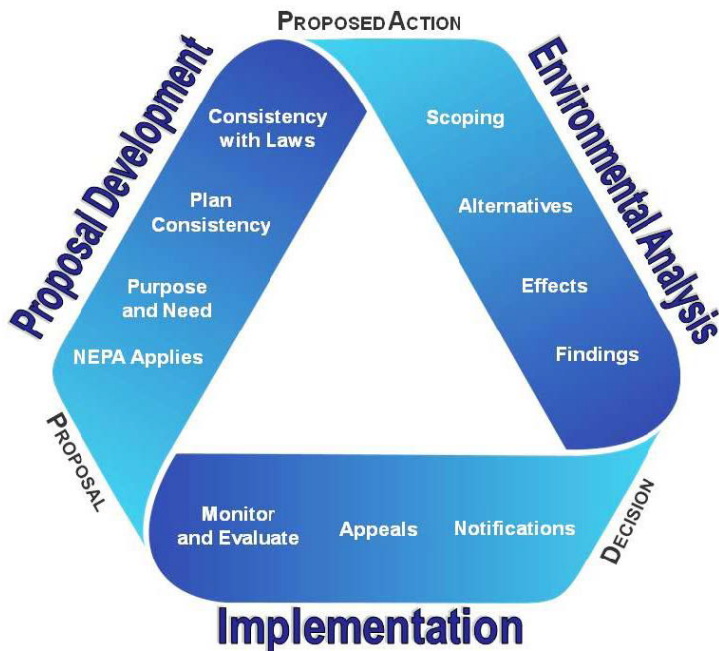 PROPOSED ACTION
Proposal Development
Environmental Analysis
Consistency
with Laws
Plan
Consistency
Purpose
and Need
NEPA Applies
PROPOSAL
Scoping
Alternatives
Effects
Findings
DECISION
Monitor
and Evaluate
Appeals
Notifications
Implementation